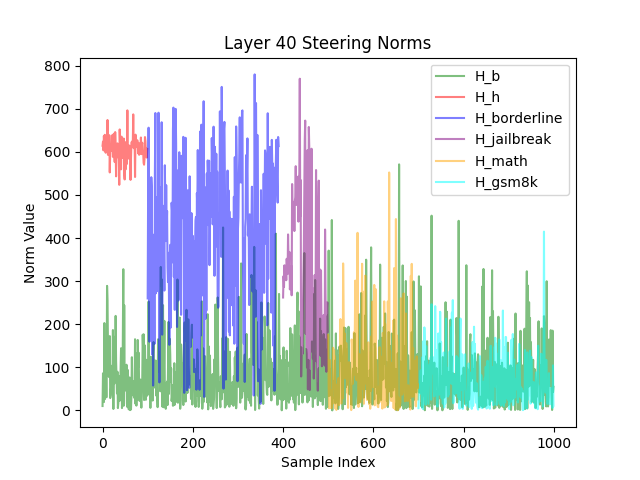 Layer 40 Steering Norms
Norm Value
800
700
600
500
400
300
200
100
0
H_b
H_h
H_borderline
H_jailbreak
H_math
H_gsm8k
0 200 400 600 800 1000
Sample Index